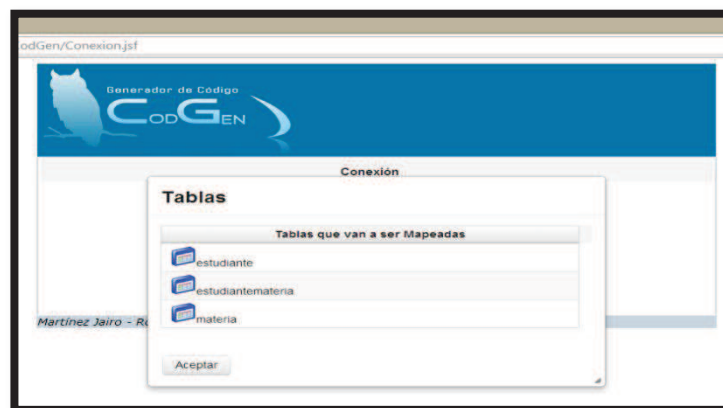 odGen/Conexion.jsf
Generador de Código
CODGEN
Conexión
Tablas
Tablas que van a ser Mapeadas
estudiante
estudiantemateria
materia
Martínez Jairo -
Aceptar